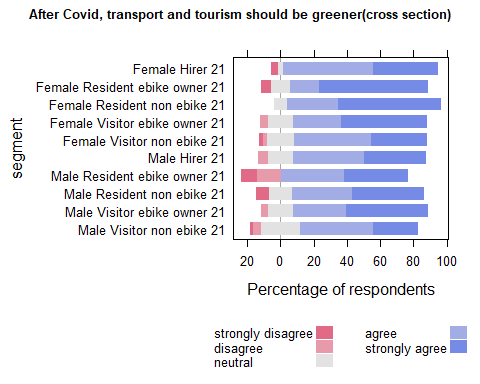 After Covid, transport and tourism should be greener(cross section)
Female Hirer 21
Female Resident ebike owner 21
Female Resident non ebike 21
Female Visitor ebike owner 21
Female Visitor non ebike 21
Male Hirer 21
Male Resident ebike owner 21
Male Resident non ebike 21
Male Visitor ebike owner 21
Male Visitor non ebike 21
segment
20 0 20 40 60 80 100
Percentage of respondents
strongly disagree agree
disagree strongly agree
neutral